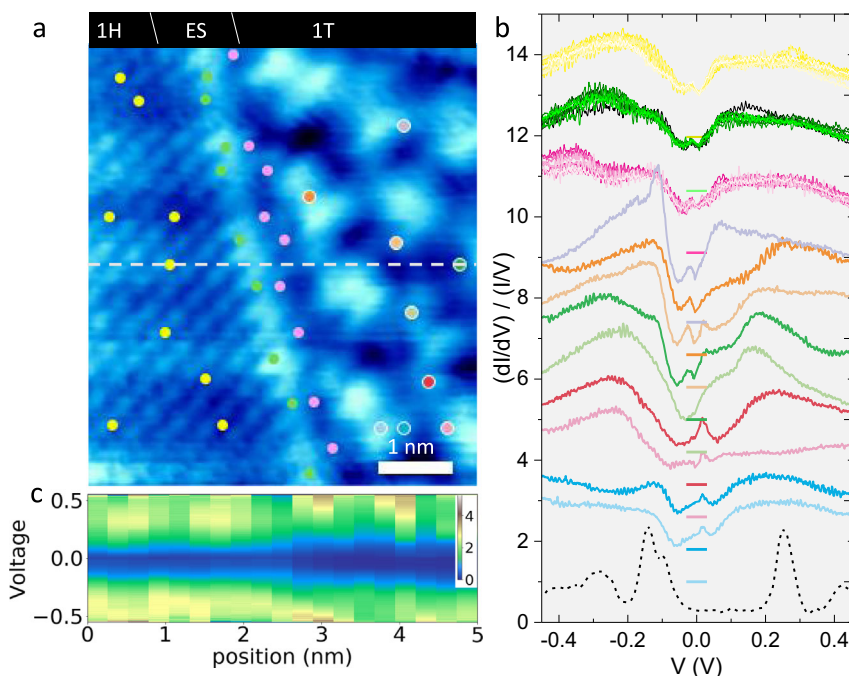 a
1H
ES
1T
1 nm
b
14
12
10
8
6
4
2
0
(dI/dV) / (I/V)
-0.4
-0.2
0.0
0.2
0.4
V (V)
c
0.5
0.0
−0.5
Voltage
4
2
0
0
1
2
3
4
5
position (nm)